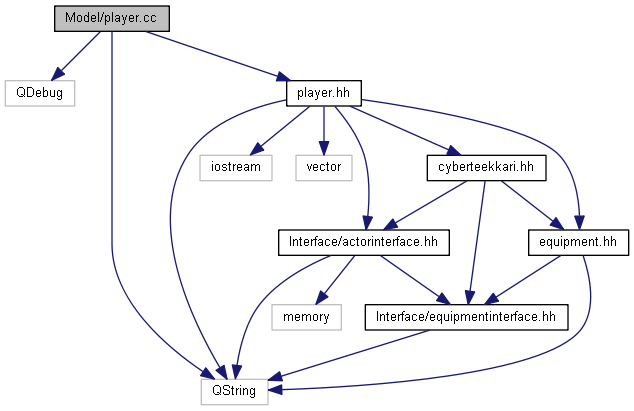 Model/player.cc
QDebug
player.hh
iostream
vector
cyberteekkari.hh
Interface/actorinterface.hh
equipment.hh
memory
Interface/equipmentinterface.hh
QString